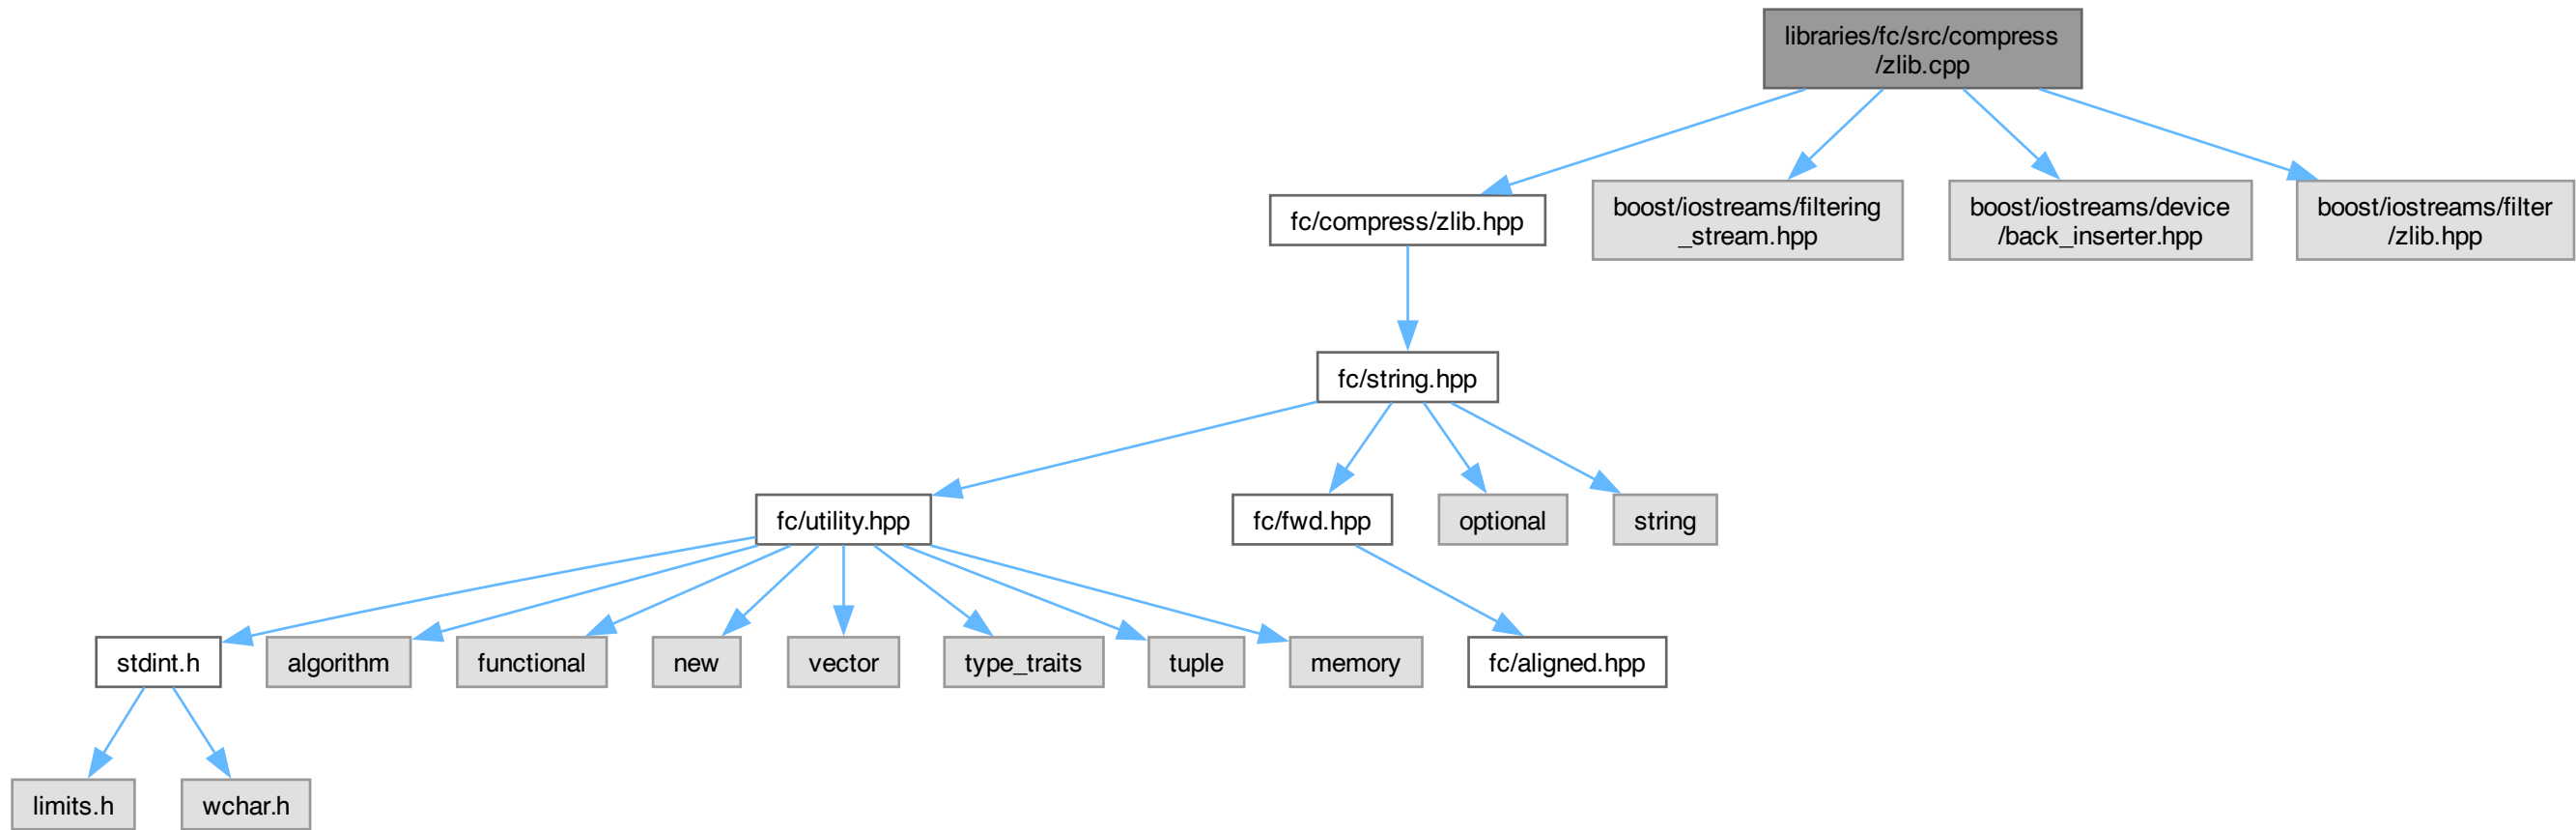 libraries/fc/src/compress
/zlib.cpp
fc/compress/zlib.hpp
boost/iostreams/filtering
_stream.hpp
boost/iostreams/device
/back_inserter.hpp
boost/iostreams/filter
/zlib.hpp
fc/string.hpp
fc/utility.hpp
fc/fwd.hpp
optional
string
stdint.h
algorithm
functional
new
vector
type_traits
tuple
memory
fc/aligned.hpp
limits.h
wchar.h